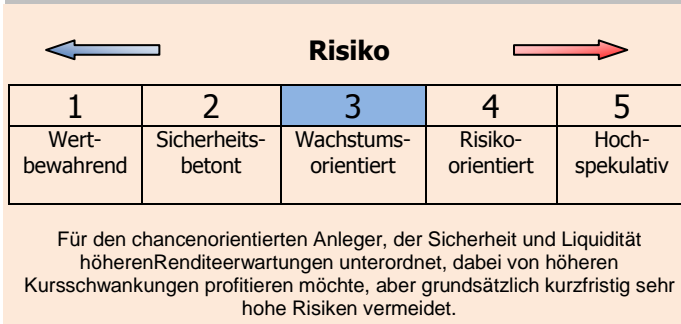 Risiko
1 2 3 4 5
Wert- Sicherheits- Wachstums- Risiko- Hoch-
bewahrend betont orientiert orientiert spekulativ
Für den chancenorientierten Anleger, der Sicherheit und Liquidität
höherenRenditeerwartungen unterordnet, dabei von höheren
Kursschwankungen profitieren möchte, aber grundsätzlich kurzfristig sehr
hohe Risiken vermeidet.